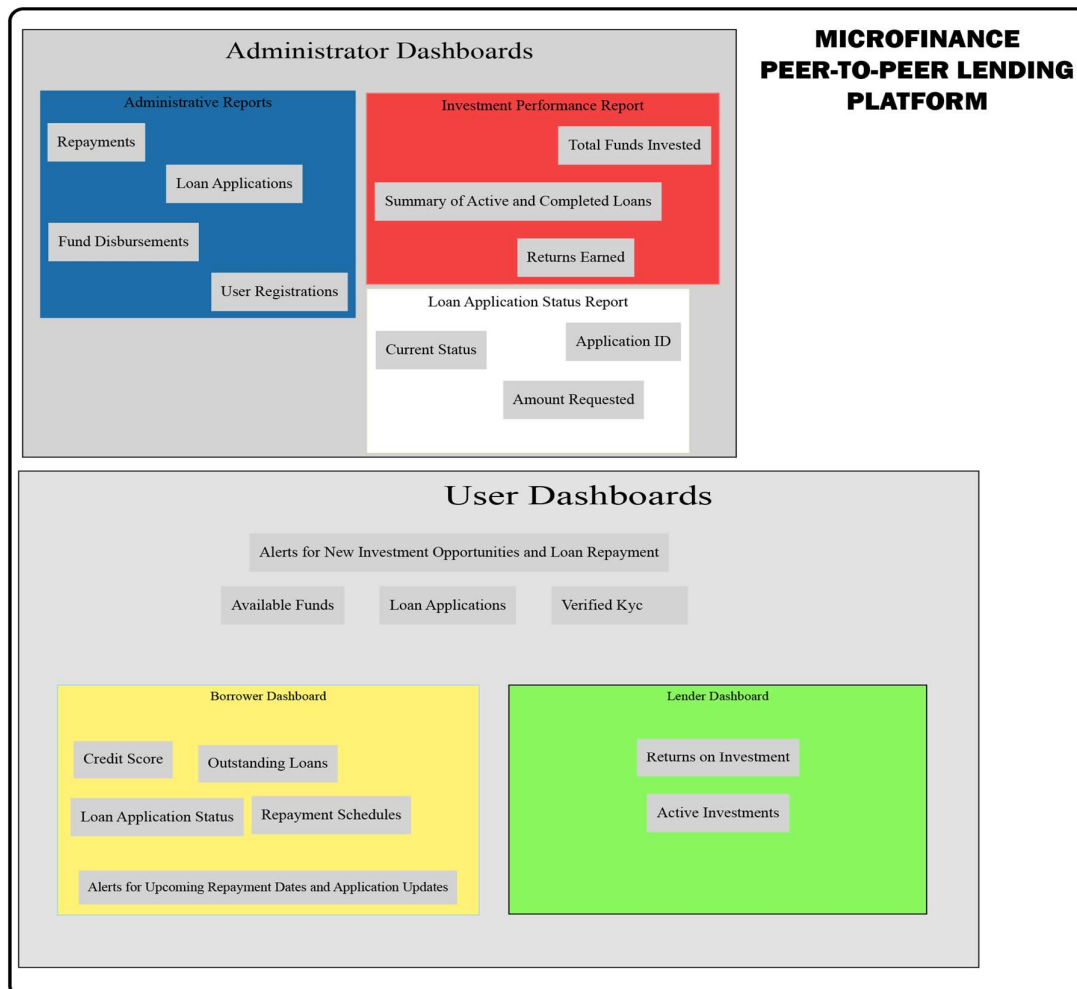 Administrator Dashboards
MICROFINANCE
PEER-TO-PEER LENDING
PLATFORM
Administrative Reports
Repayments
Loan Applications
Fund Disbursements
User Registrations
Investment Performance Report
Total Funds Invested
Summary of Active and Completed Loans
Returns Earned
Loan Application Status Report
Current Status
Application ID
Amount Requested
User Dashboards
Alerts for New Investment Opportunities and Loan Repayment
Available Funds
Loan Applications
Verified Kyc
Borrower Dashboard
Credit Score
Outstanding Loans
Loan Application Status
Repayment Schedules
Alerts for Upcoming Repayment Dates and Application Updates
Lender Dashboard
Returns on Investment
Active Investments